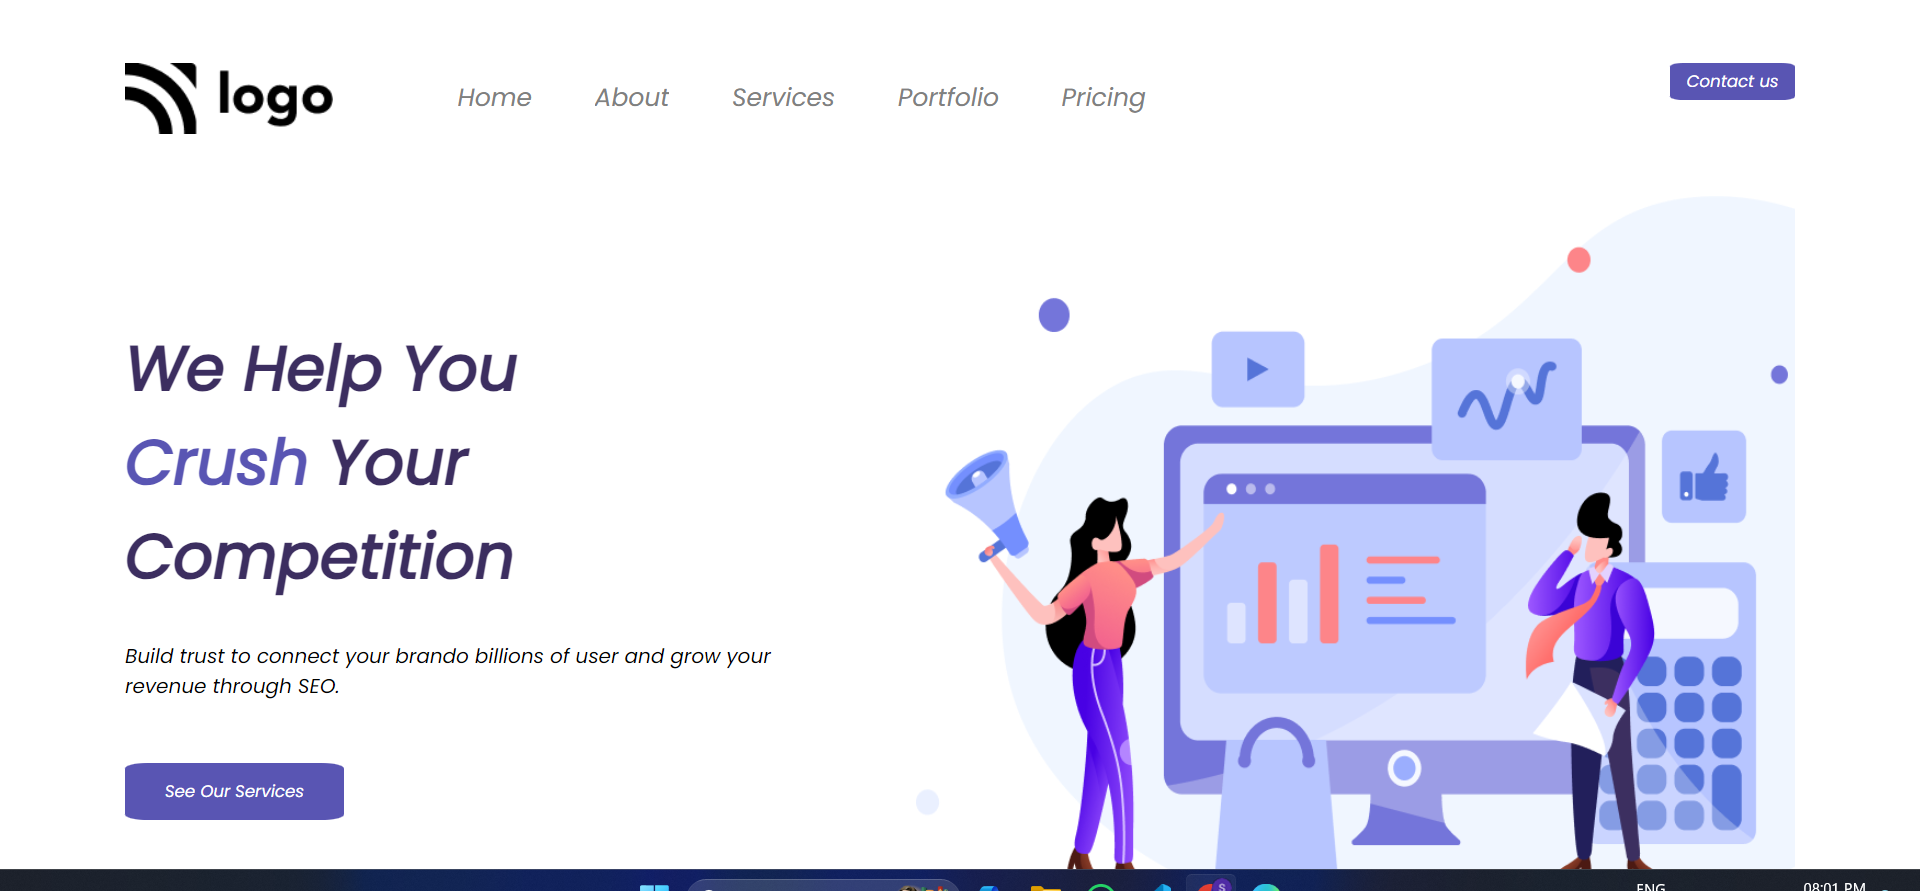 logo
Home
About
Services
Portfolio
Pricing
Contact us
We Help You
Crush Your
Competition
Build trust to connect your brando billions of user and grow your
revenue through SEO.
See Our Services
S
ENG
08:01 PM